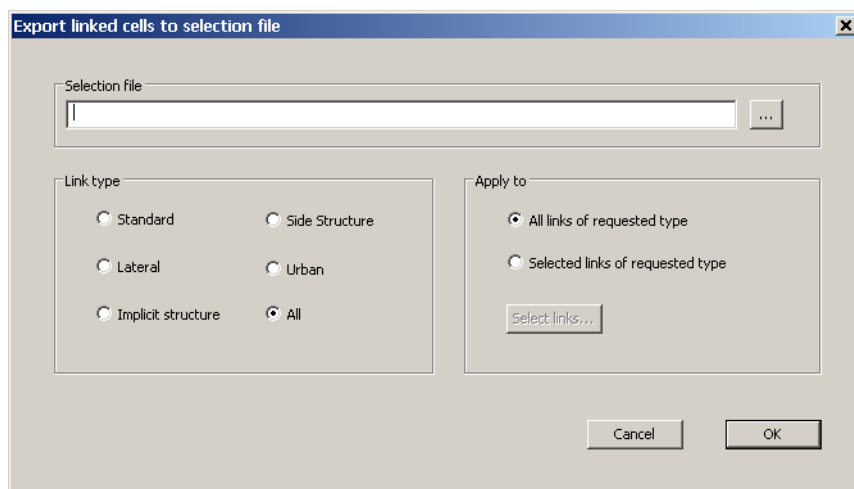 Export linked cells to selection file
Selection file
...
Link type
Standard
Side Structure
Lateral
Urban
Implicit structure
All
Apply to
All links of requested type
Selected links of requested type
Select links...
Cancel
OK